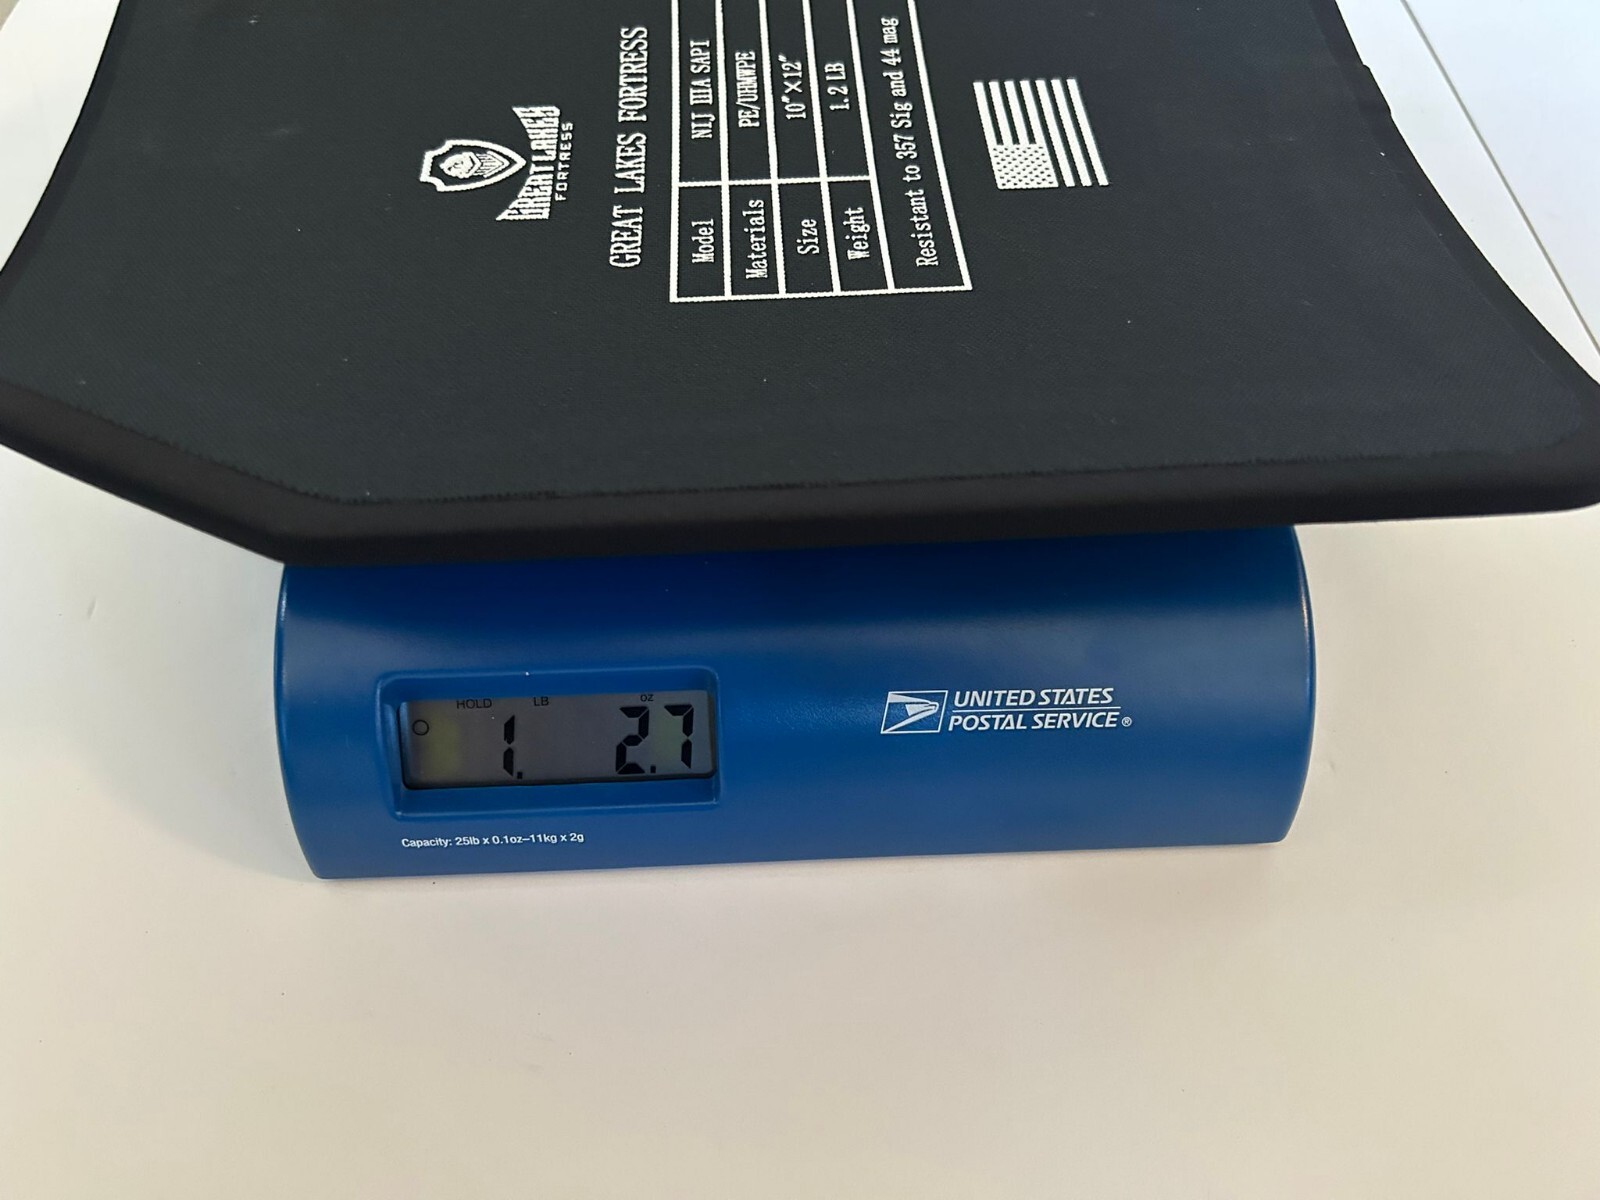 GREAT LAKES
FORTRESS
GREAT LAKES FORTRESS
Model NIJ IIIA SAPI
Materials PE/UHMWPE
Size 10"×12"
Weight 1.2 LB
Resistant to 357 Sig and 44 mag
HOLD LB oz
1. 2.7
UNITED STATES
POSTAL SERVICE®
Capacity: 25lb x 0.1oz–11kg x 2g